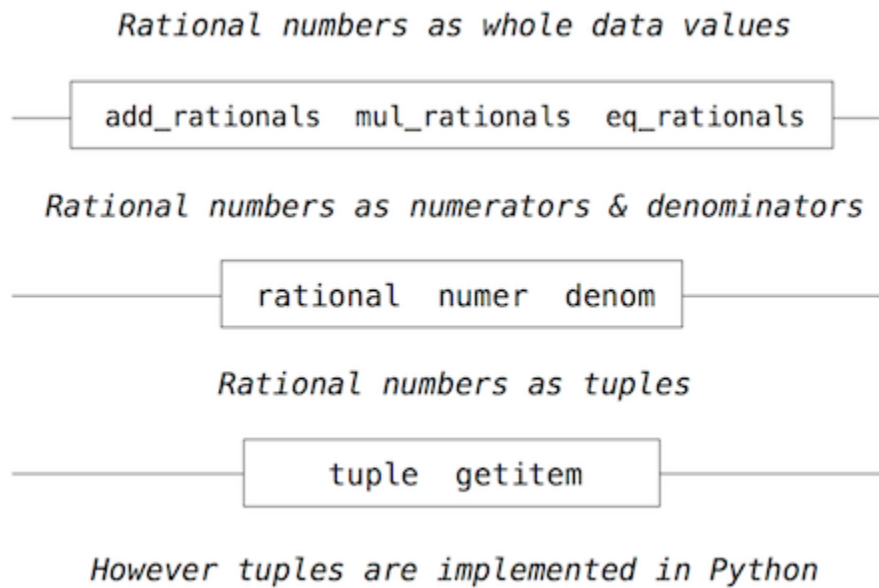 Rational numbers as whole data values
add_rationals mul_rationals eq_rationals
Rational numbers as numerators & denominators
rational numer denom
Rational numbers as tuples
tuple getitem
However tuples are implemented in Python